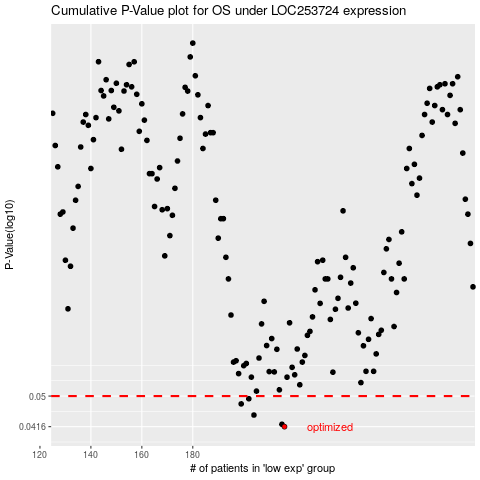 Cumulative P-Value plot for OS under LOC253724 expression
P-Value(log10)
0.05
0.0416
optimized
120 140 160 180
# of patients in 'low exp' group